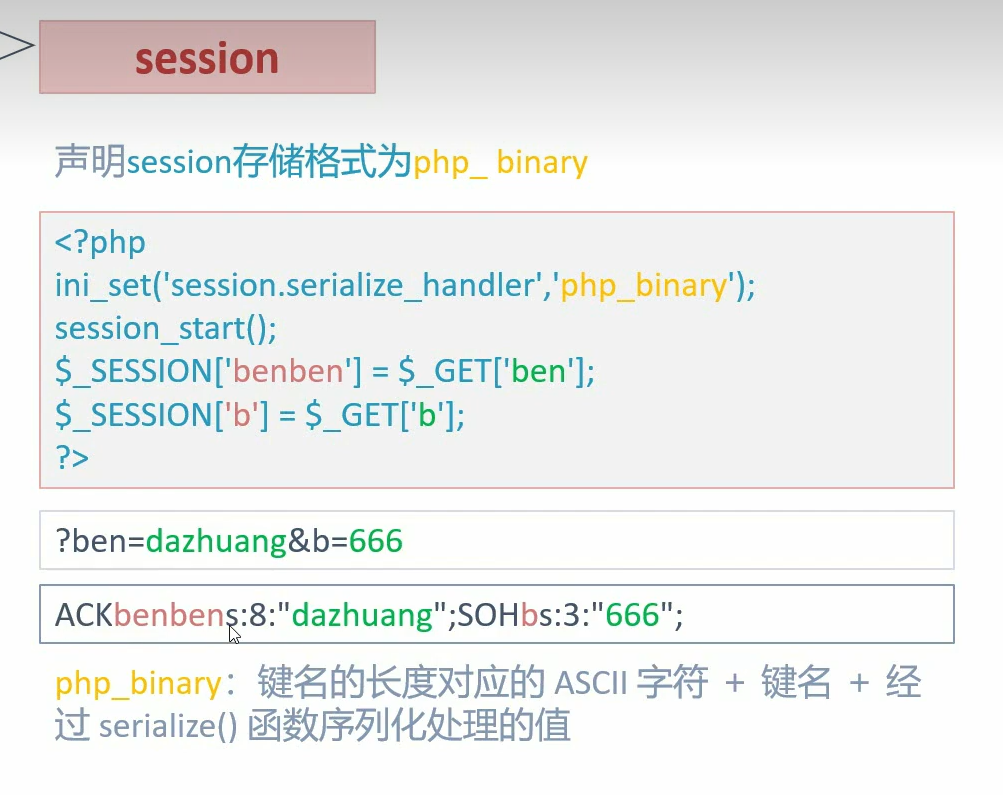 session
声明session存储格式为php_ binary
<?php
ini_set('session.serialize_handler','php_binary');
session_start();
$_SESSION['benben'] = $_GET['ben'];
$_SESSION['b'] = $_GET['b'];
?>
?ben=dazhuang&b=666
ACKbenbens:8:"dazhuang";SOHbs:3:"666";
php_binary：键名的长度对应的 ASCII 字符 + 键名 + 经
过 serialize() 函数序列化处理的值